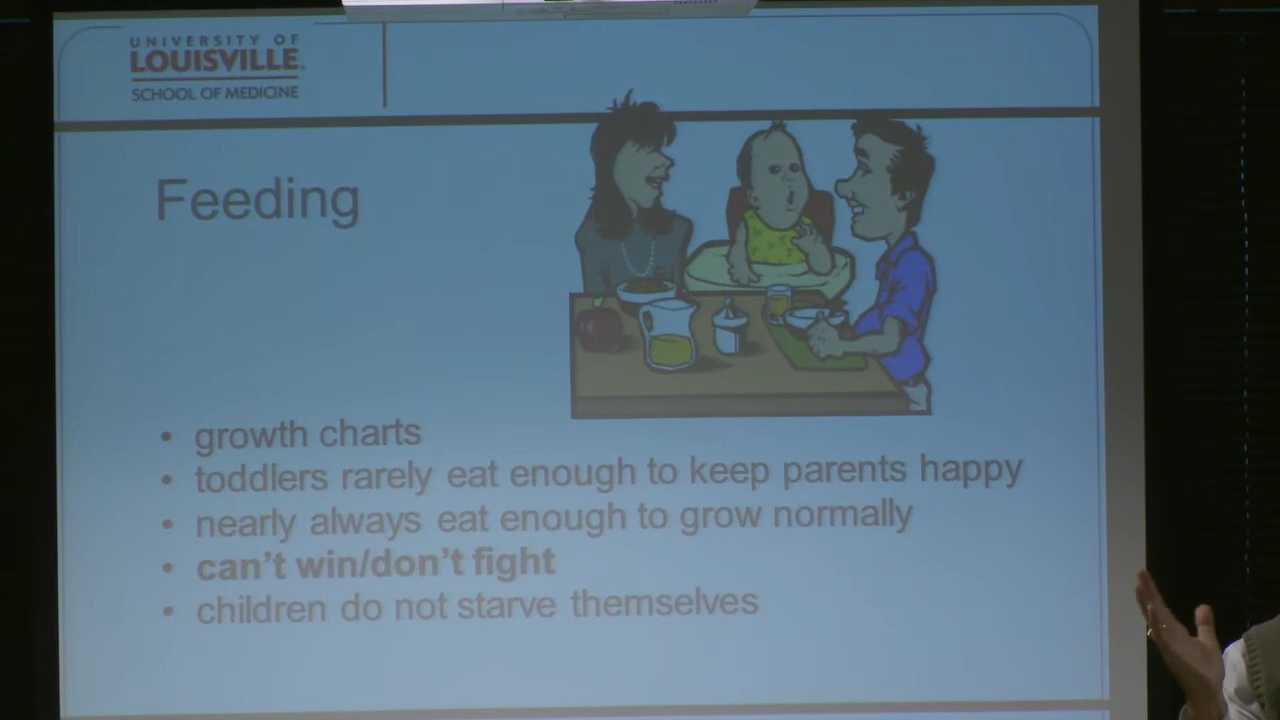 UNIVERSITY OF
LOUISVILLE
SCHOOL OF MEDICINE
Feeding
• growth charts
• toddlers rarely eat enough to keep parents happy
• nearly always eat enough to grow normally
• can't win/don't fight
• children do not starve themselves